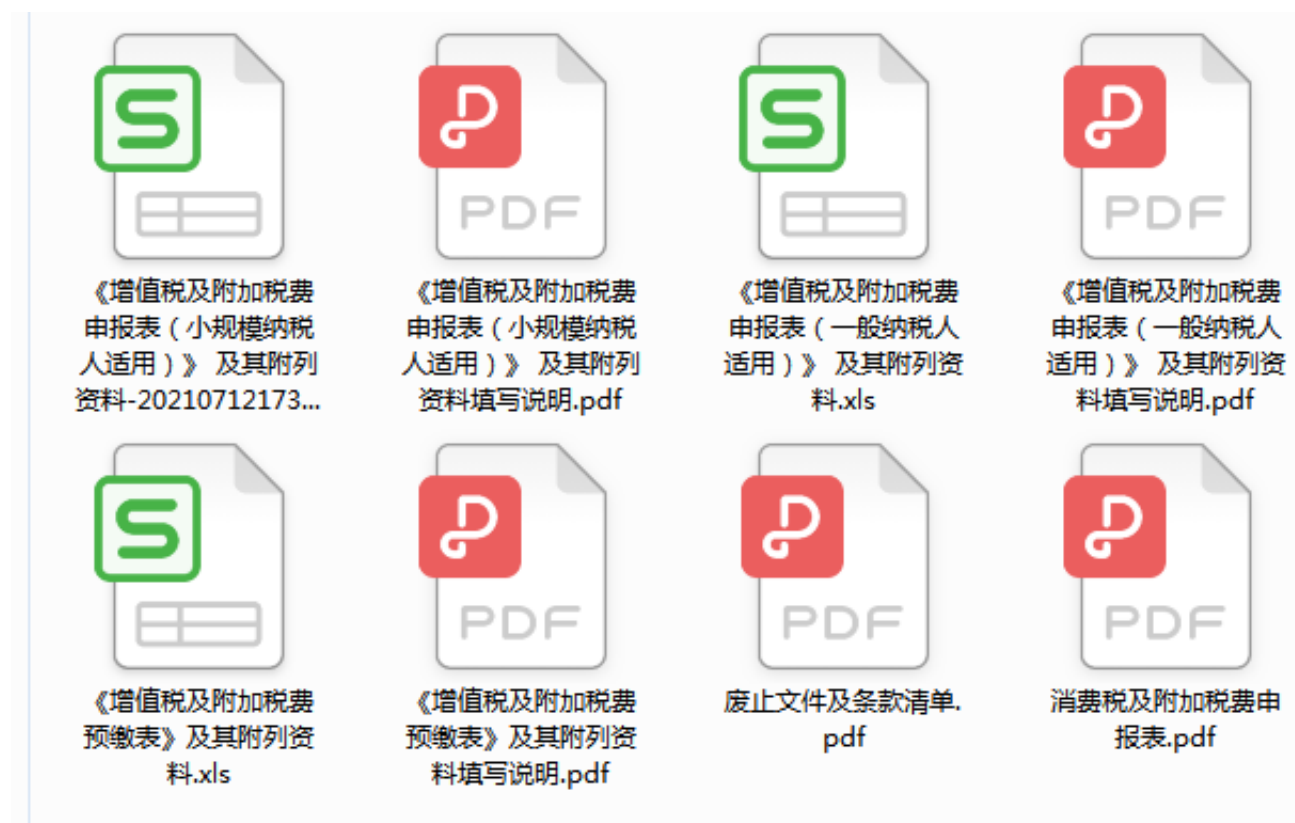 S
PDF
S
PDF
《增值税及附加税费
申报表（小规模纳税
人适用）》 及其附列
资料-20210712173...
《增值税及附加税费
申报表（小规模纳税
人适用）》 及其附列
资料填写说明.pdf
《增值税及附加税费
申报表（一般纳税人
适用）》 及其附列资
料.xls
《增值税及附加税费
申报表（一般纳税人
适用）》 及其附列资
料填写说明.pdf
S
PDF
PDF
PDF
《增值税及附加税费
预缴表》及其附列资
料.xls
《增值税及附加税费
预缴表》及其附列资
料填写说明.pdf
废止文件及条款清单.
pdf
消费税及附加税费申
报表.pdf